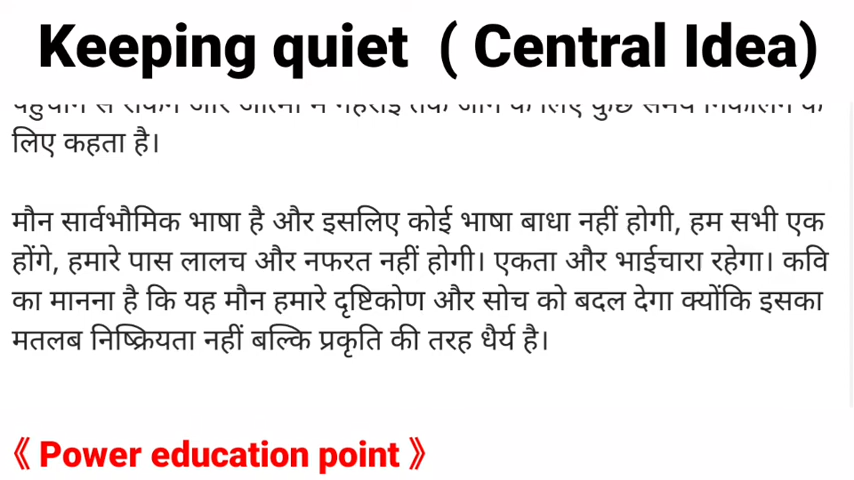 Keeping quiet ( Central Idea)
लिए कहता है।
मौन सार्वभौमिक भाषा है और इसलिए कोई भाषा बाधा नहीं होगी, हम सभी एक
होंगे, हमारे पास लालच और नफरत नहीं होगी। एकता और भाईचारा रहेगा। कवि
का मानना है कि यह मौन हमारे दृष्टिकोण और सोच को बदल देगा क्योंकि इसका
मतलब निष्क्रियता नहीं बल्कि प्रकृति की तरह धैर्य है।
《 Power education point 》